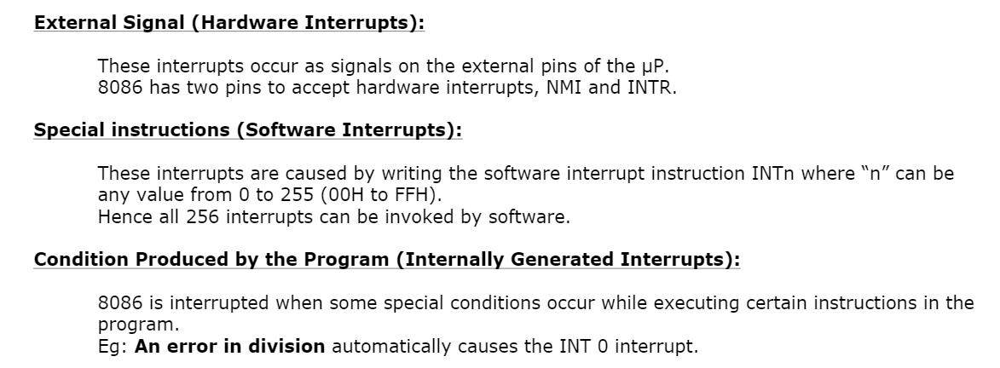 External Signal (Hardware Interrupts):
These interrupts occur as signals on the external pins of the µP.
8086 has two pins to accept hardware interrupts, NMI and INTR.
Special instructions (Software Interrupts):
These interrupts are caused by writing the software interrupt instruction INTn where “n” can be
any value from 0 to 255 (00H to FFH).
Hence all 256 interrupts can be invoked by software.
Condition Produced by the Program (Internally Generated Interrupts):
8086 is interrupted when some special conditions occur while executing certain instructions in the
program.
Eg: An error in division automatically causes the INT 0 interrupt.